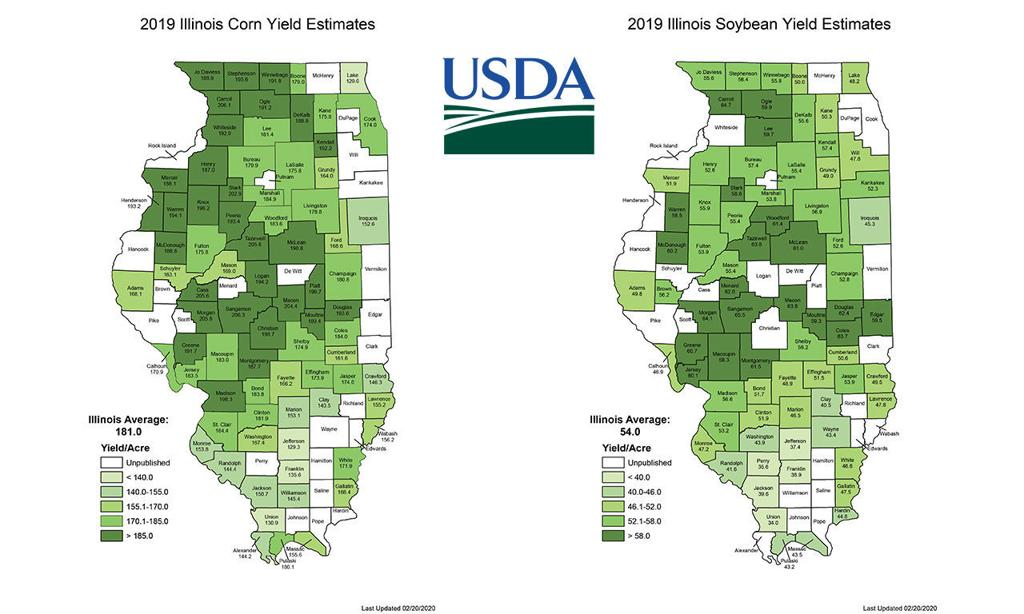 2019 Illinois Corn Yield Estimates
Jo Daviess
188.9
Stephenson
195.6
Winnebago
191.8
Boone
179.0
McHenry
Lake
129.6
Carroll
206.1
Ogle
191.2
DeKalb
188.8
Kane
175.8
DuPage
Cook
174.0
Whiteside
192.9
Lee
181.4
Kendall
192.2
Will
Rock Island
Henry
187.0
Bureau
179.9
LaSalle
175.8
Grundy
164.0
Putnam
Kankakee
Mercer
188.1
Stark
202.9
Marshall
184.9
Henderson
193.2
Warren
194.1
Knox
196.2
Peoria
193.4
Livingston
178.8
Woodford
183.6
Iroquois
152.6
Hancock
McDonough
188.8
Fulton
175.8
Tazewell
205.8
McLean
198.8
Ford
168.6
Schuyler
163.1
Mason
169.0
Logan
194.2
De Witt
Champaign
180.8
Vermilion
Adams
168.1
Brown
Cass
205.6
Menard
Piatt
199.7
Macon
204.4
Pike
Scott
Morgan
205.8
Sangamon
206.3
Moultrie
189.4
Douglas
193.6
Edgar
Christian
198.7
Coles
184.0
Greene
191.7
Macoupin
183.0
Shelby
174.9
Cumberland
161.6
Clark
Calhoun
170.9
Jersey
183.5
Montgomery
187.7
Fayette
166.2
Effingham
173.9
Jasper
174.6
Crawford
146.3
Madison
198.3
Bond
183.8
Clay
140.5
Richland
Lawrence
155.2
Clinton
181.9
Marion
153.1
Wayne
Wabash
156.2
Edwards
St. Clair
184.4
Washington
157.4
Jefferson
129.3
Monroe
153.8
Randolph
144.4
Perry
Hamilton
White
171.9
Franklin
135.6
Jackson
150.7
Williamson
145.4
Saline
Gallatin
166.4
Hardin
Union
130.9
Johnson
Pope
Alexander
144.2
Massac
155.6
Pulaski
180.1
Illinois Average:
181.0
Yield/Acre
Unpublished
< 140.0
140.0-155.0
155.1-170.0
170.1-185.0
> 185.0
Last Updated 02/20/2020
USDA
2019 Illinois Soybean Yield Estimates
Jo Daviess
55.6
Stephenson
58.4
Winnebago
55.9
Boone
50.0
McHenry
Lake
48.2
Carroll
64.7
Ogle
59.9
DeKalb
55.6
Kane
50.3
DuPage
Cook
Whiteside
Lee
59.7
Kendall
57.4
Will
47.8
Rock Island
Henry
52.6
Bureau
57.4
LaSalle
55.4
Grundy
49.0
Putnam
Kankakee
52.3
Mercer
51.9
Stark
58.8
Marshall
53.8
Henderson
Warren
58.5
Knox
55.9
Peoria
55.4
Livingston
56.9
Woodford
61.4
Iroquois
45.3
Hancock
McDonough
60.2
Fulton
53.9
Tazewell
63.8
McLean
61.0
Ford
52.6
Schuyler
Mason
55.4
Logan
De Witt
Champaign
52.8
Vermilion
Adams
49.8
Brown
56.2
Cass
Menard
62.0
Piatt
Macon
63.8
Pike
Scott
Morgan
64.1
Sangamon
65.5
Moultrie
59.3
Douglas
62.4
Edgar
59.5
Christian
Coles
63.7
Greene
60.7
Macoupin
58.3
Shelby
56.2
Cumberland
50.6
Clark
Calhoun
46.9
Jersey
60.1
Montgomery
61.5
Fayette
48.9
Effingham
51.5
Jasper
53.9
Crawford
49.5
Madison
56.6
Bond
51.7
Clay
40.5
Richland
Lawrence
47.8
Clinton
51.9
Marion
46.5
Wayne
43.4
Wabash
Edwards
St. Clair
53.2
Washington
43.9
Jefferson
37.4
Monroe
47.2
Randolph
41.6
Perry
35.6
Hamilton
White
46.6
Franklin
38.9
Jackson
39.6
Williamson
Saline
Gallatin
47.5
Hardin
44.8
Union
34.0
Johnson
Pope
Alexander
Massac
43.5
Pulaski
43.2
Illinois Average:
54.0
Yield/Acre
Unpublished
< 40.0
40.0-46.0
46.1-52.0
52.1-58.0
> 58.0
Last Updated 02/20/2020